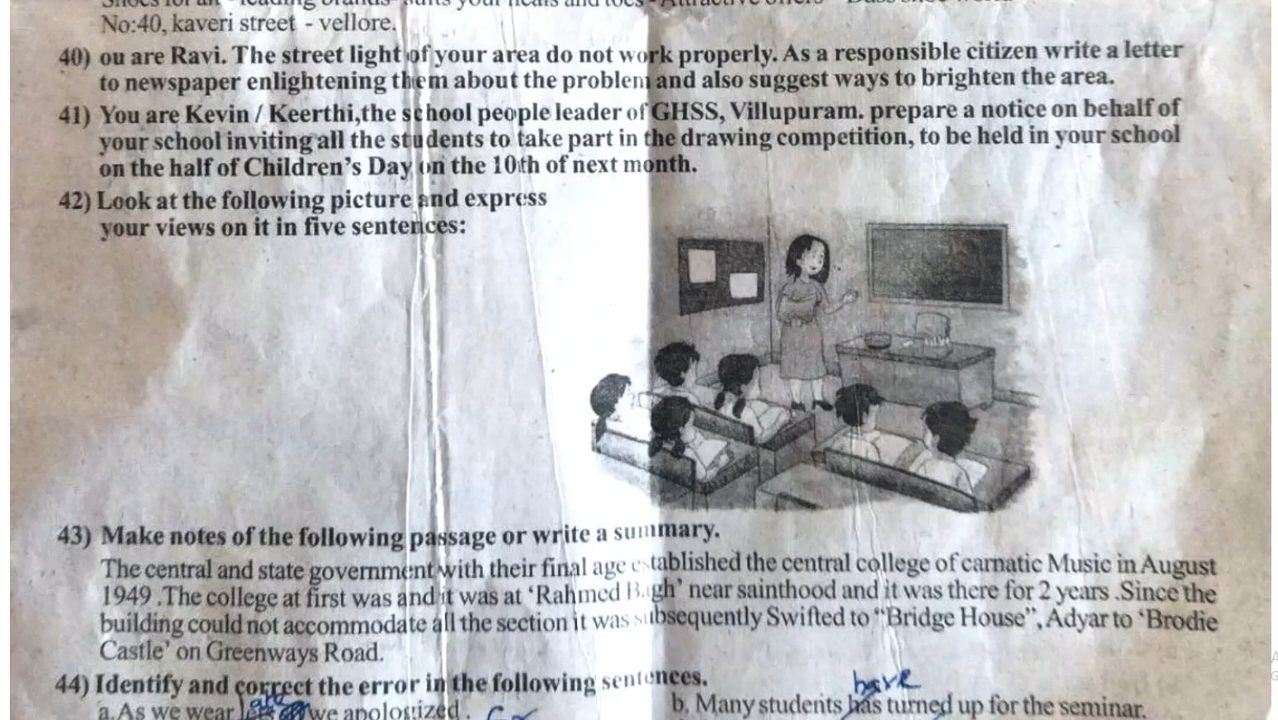 No:40, kaveri street - vellore.
40) ou are Ravi. The street light of your area do not work properly. As a responsible citizen write a letter
to newspaper enlightening them about the problem and also suggest ways to brighten the area.
41) You are Kevin / Keerthi,the school people leader of GHSS, Villupuram. prepare a notice on behalf of
your school inviting all the students to take part in the drawing competition, to be held in your school
on the half of Children's Day on the 10th of next month.
42) Look at the following picture and express
your views on it in five sentences:
43) Make notes of the following passage or write a summary.
The central and state government with their final age established the central college of carnatic Music in August
1949 .The college at first was and it was at 'Rahmed Bagh' near sainthood and it was there for 2 years .Since the
building could not accommodate all the section it was subsequently Swifted to "Bridge House", Adyar to 'Brodie
Castle' on Greenways Road.
44) Identify and correct the error in the following sentences.
have
a. As we wear we apologized. b. Many students has turned up for the seminar.